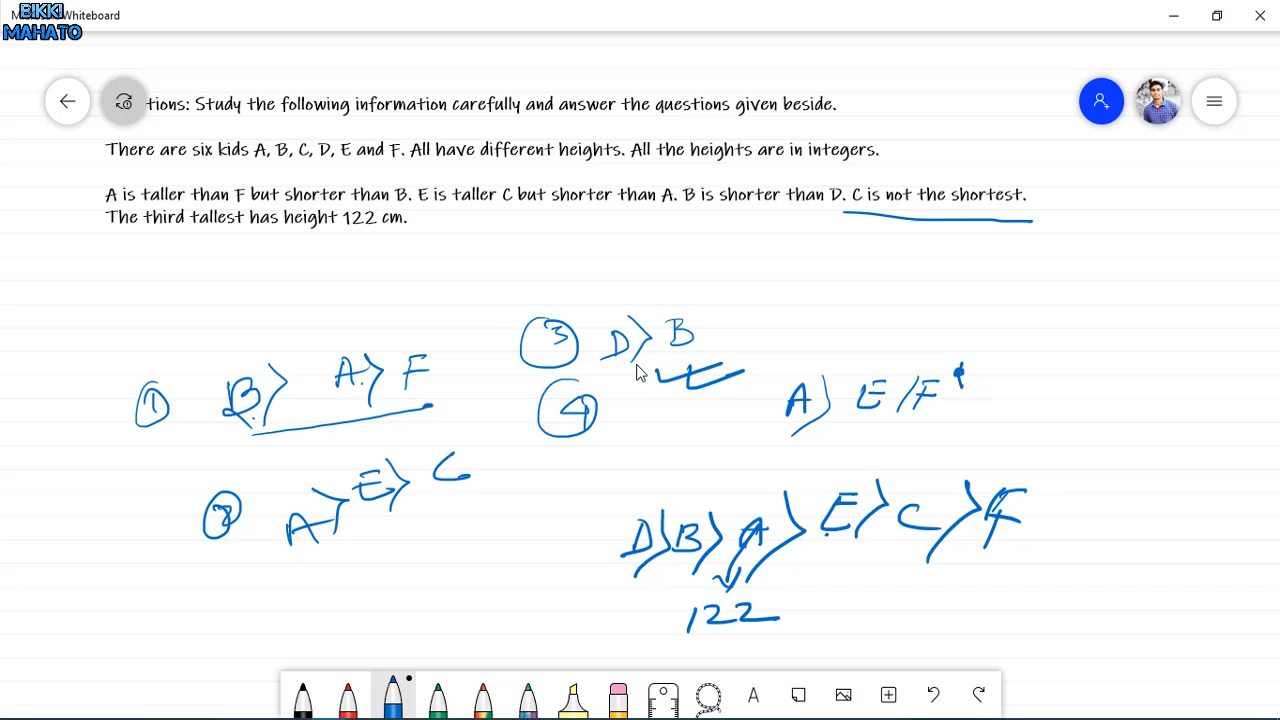 Whiteboard
BIKKI
MAHATO
tions: Study the following information carefully and answer the questions given beside.
There are six kids A, B, C, D, E and F. All have different heights. All the heights are in integers.
A is taller than F but shorter than B. E is taller C but shorter than A. B is shorter than D. C is not the shortest.
The third tallest has height 122 cm.
① B > A > F
② A > E > C
③ D > B
④
A > E / F
D > B > A > E > C > F
122
A